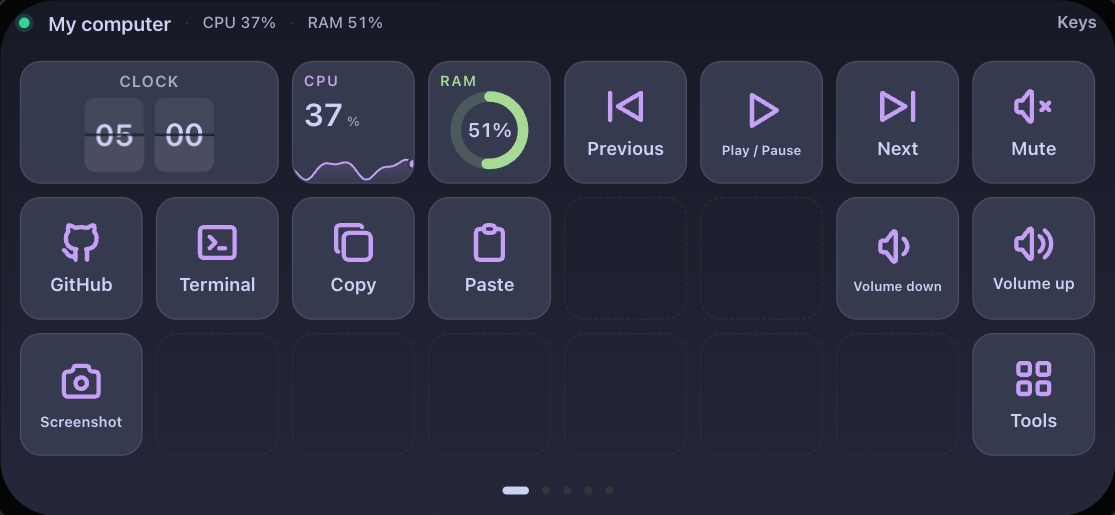 My computer · CPU 37% · RAM 51%
Keys
CLOCK
05 00
CPU
37 %
RAM
51%
Previous
Play / Pause
Next
Mute
GitHub
Terminal
Copy
Paste
Volume down
Volume up
Screenshot
Tools